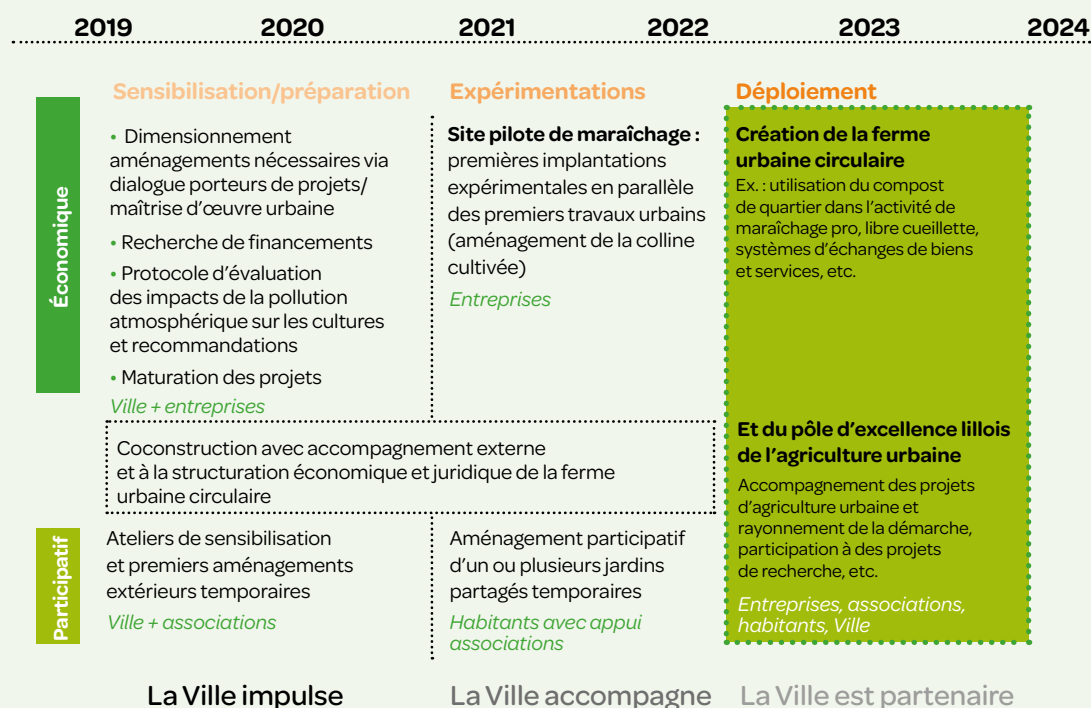 2019 2020 2021 2022 2023 2024
Sensibilisation/préparation
Expérimentations
Déploiement
Économique
• Dimensionnement
aménagements nécessaires via
dialogue porteurs de projets/
maîtrise d’œuvre urbaine
• Recherche de financements
• Protocole d’évaluation
des impacts de la pollution
atmosphérique sur les cultures
et recommandations
• Maturation des projets
Ville + entreprises
Site pilote de maraîchage :
premières implantations
expérimentales en parallèle
des premiers travaux urbains
(aménagement de la colline
cultivée)
Entreprises
Création de la ferme
urbaine circulaire
Ex. : utilisation du compost
de quartier dans l’activité de
maraîchage pro, libre cueillette,
systèmes d’échanges de biens
et services, etc.
Coconstruction avec accompagnement externe
et à la structuration économique et juridique de la ferme
urbaine circulaire
Et du pôle d’excellence lillois
de l’agriculture urbaine
Accompagnement des projets
d’agriculture urbaine et
rayonnement de la démarche,
participation à des projets
de recherche, etc.
Entreprises, associations,
habitants, Ville
Participatif
Ateliers de sensibilisation
et premiers aménagements
extérieurs temporaires
Ville + associations
Aménagement participatif
d’un ou plusieurs jardins
partagés temporaires
Habitants avec appui
associations
La Ville impulse
La Ville accompagne
La Ville est partenaire